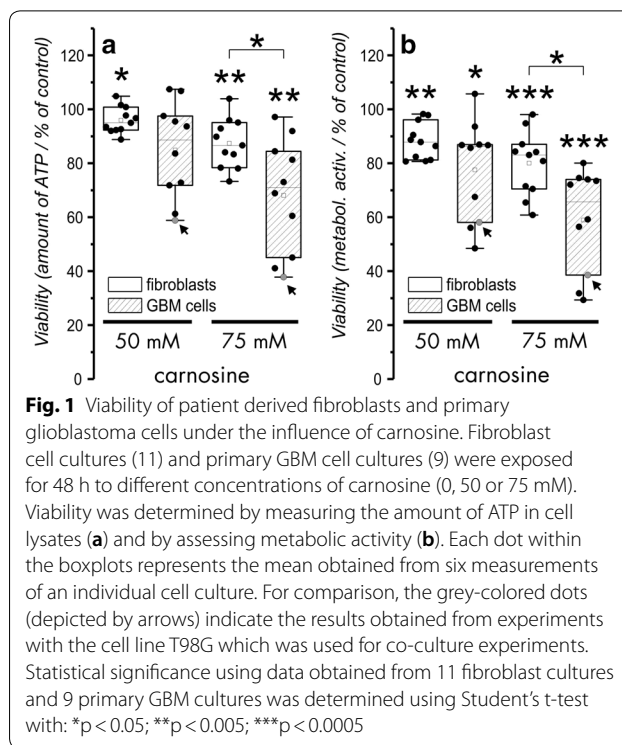 a
b
Viability (amount of ATP / % of control)
120
100
80
60
40
20
0
*
**
*
**
fibroblasts
GBM cells
50 mM
75 mM
carnosine
Viability (metabol. activ. / % of control)
120
100
80
60
40
20
0
**
*
***
*
***
fibroblasts
GBM cells
50 mM
75 mM
carnosine
Fig. 1 Viability of patient derived fibroblasts and primary
glioblastoma cells under the influence of carnosine. Fibroblast
cell cultures (11) and primary GBM cell cultures (9) were exposed
for 48 h to different concentrations of carnosine (0, 50 or 75 mM).
Viability was determined by measuring the amount of ATP in cell
lysates (a) and by assessing metabolic activity (b). Each dot within
the boxplots represents the mean obtained from six measurements
of an individual cell culture. For comparison, the grey-colored dots
(depicted by arrows) indicate the results obtained from experiments
with the cell line T98G which was used for co-culture experiments.
Statistical significance using data obtained from 11 fibroblast cultures
and 9 primary GBM cultures was determined using Student's t-test
with: *p < 0.05; **p < 0.005; ***p < 0.0005